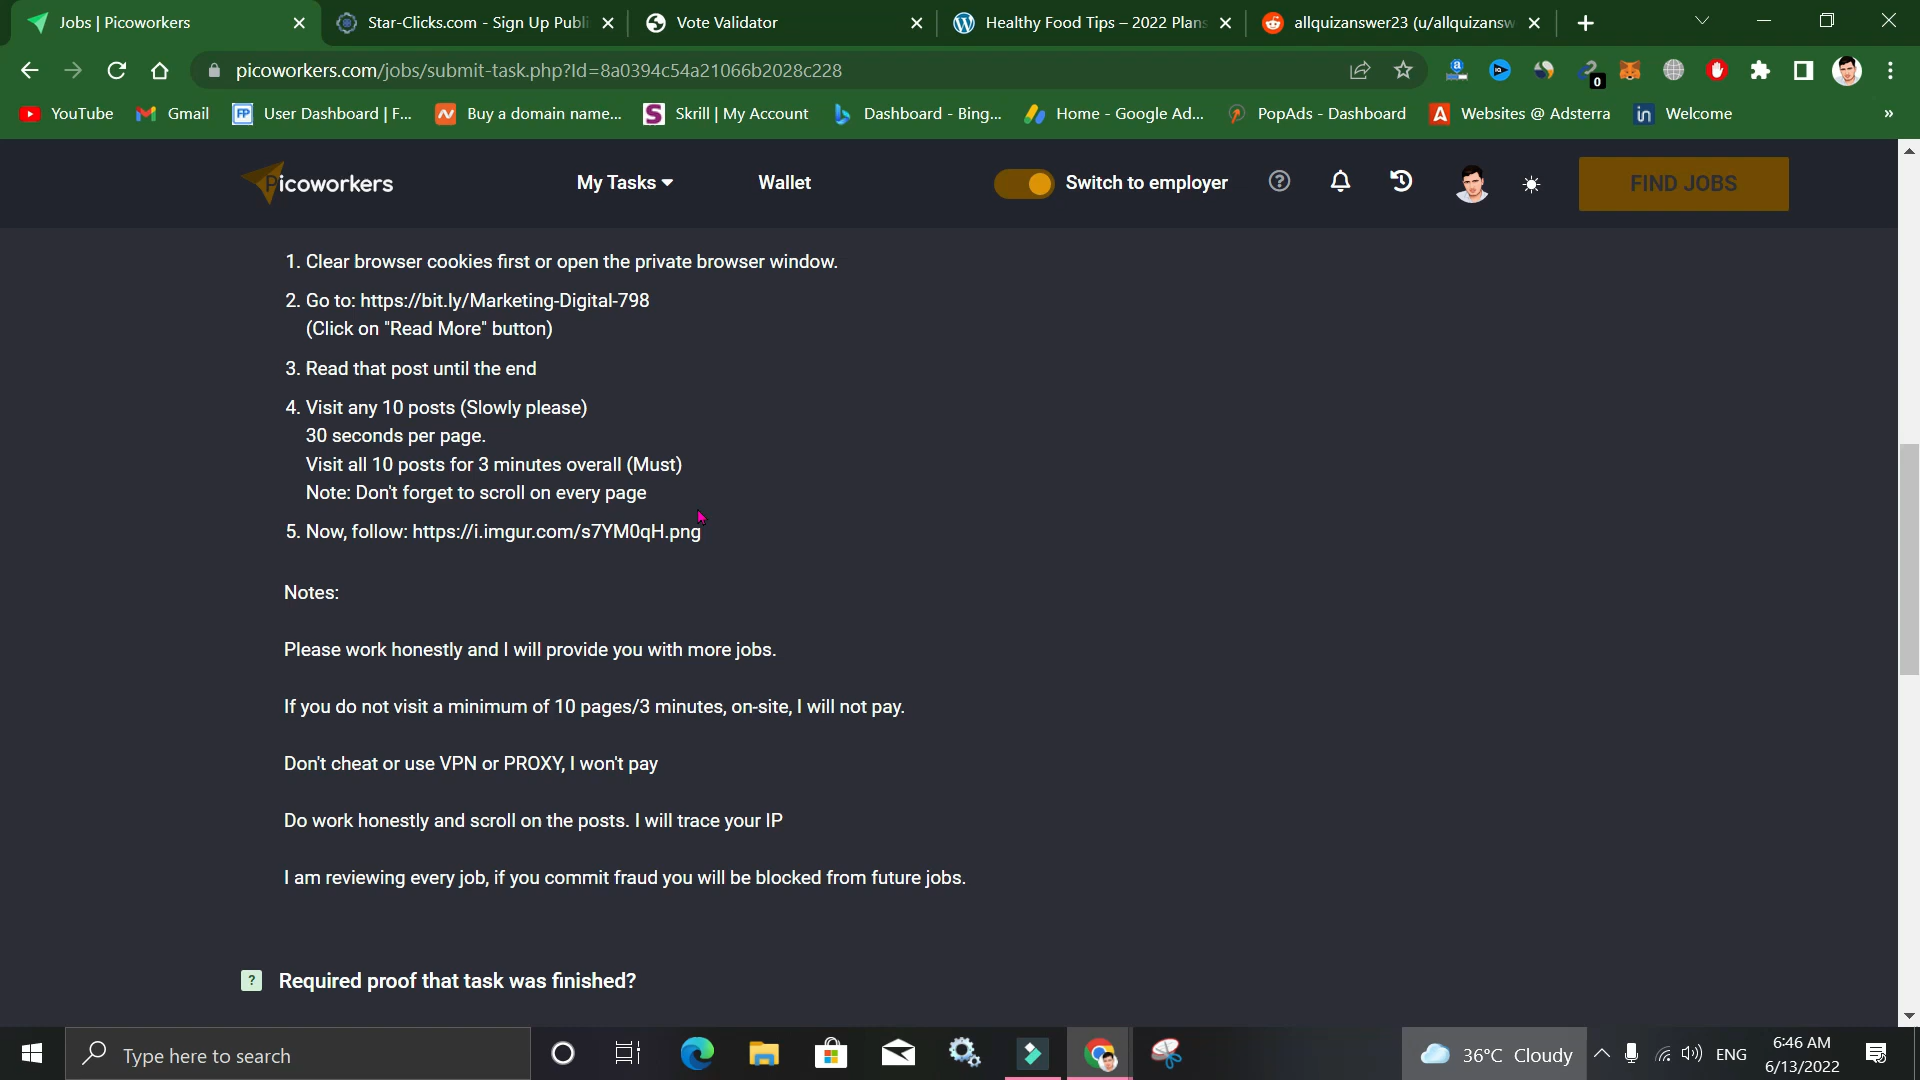 Jobs | Picoworkers
Star-Clicks.com - Sign Up Publi
Vote Validator
Healthy Food Tips – 2022 Plans
allquizanswer23 (u/allquizansw
picoworkers.com/jobs/submit-task.php?Id=8a0394c54a21066b2028c228
a
IQ
0
YouTube
Gmail
FP User Dashboard | F...
Buy a domain name...
S Skrill | My Account
Dashboard - Bing...
Home - Google Ad...
PopAds - Dashboard
A Websites @ Adsterra
in Welcome
»
Picoworkers
My Tasks
Wallet
Switch to employer
?
FIND JOBS
1. Clear browser cookies first or open the private browser window.
2. Go to: https://bit.ly/Marketing-Digital-798
(Click on "Read More" button)
3. Read that post until the end
4. Visit any 10 posts (Slowly please)
30 seconds per page.
Visit all 10 posts for 3 minutes overall (Must)
Note: Don't forget to scroll on every page
5. Now, follow: https://i.imgur.com/s7YM0qH.png
Notes:
Please work honestly and I will provide you with more jobs.
If you do not visit a minimum of 10 pages/3 minutes, on-site, I will not pay.
Don't cheat or use VPN or PROXY, I won't pay
Do work honestly and scroll on the posts. I will trace your IP
I am reviewing every job, if you commit fraud you will be blocked from future jobs.
? Required proof that task was finished?
Type here to search
36°C Cloudy
ENG
6:46 AM
6/13/2022